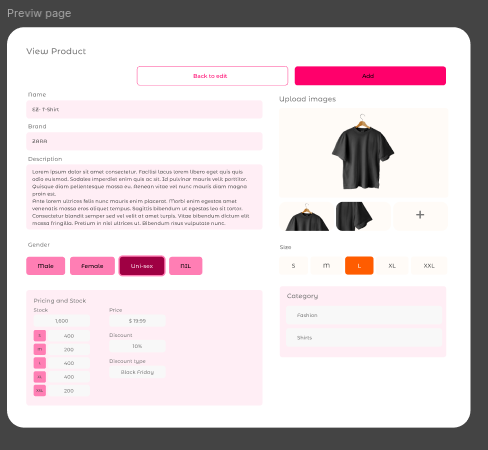 Previw page
View Product
Back to edit
Add
Name
EZ- T-Shirt
Brand
ZARA
Description
Lorem ipsum dolor sit amet consectetur. Facilisi lacus lorem libero eget quis
odio euismod. Sodales imperdiet enim quis ac sit. Id pulvinar mauris velit porttitor.
Quisque diam pellentesque massa eu. Aenean vitae vel mauris diam magna
proin est.
Ante lorem ultrices felis nunc mauris enim placerat. Morbi enim egestas amet
venenatis massa eros aliquet tempus. Sagittis bibendum ut egestas leo sit tortor.
Consectetur blandit semper sed vel velit at amet turpis. Vitae bibendum dictum elit
massa fringilla. Pretium in nisl ultrices ut. Bibendum risus vulputate nunc.
Gender
Male
Female
Uni-sex
NIL
Upload images
+
Size
S
M
L
XL
XXL
Pricing and Stock
Stock
1,600
S
400
M
200
L
400
XL
400
XXL
200
Price
$ 19.99
Discount
10%
Discount type
Black Friday
Category
Fashion
Shirts